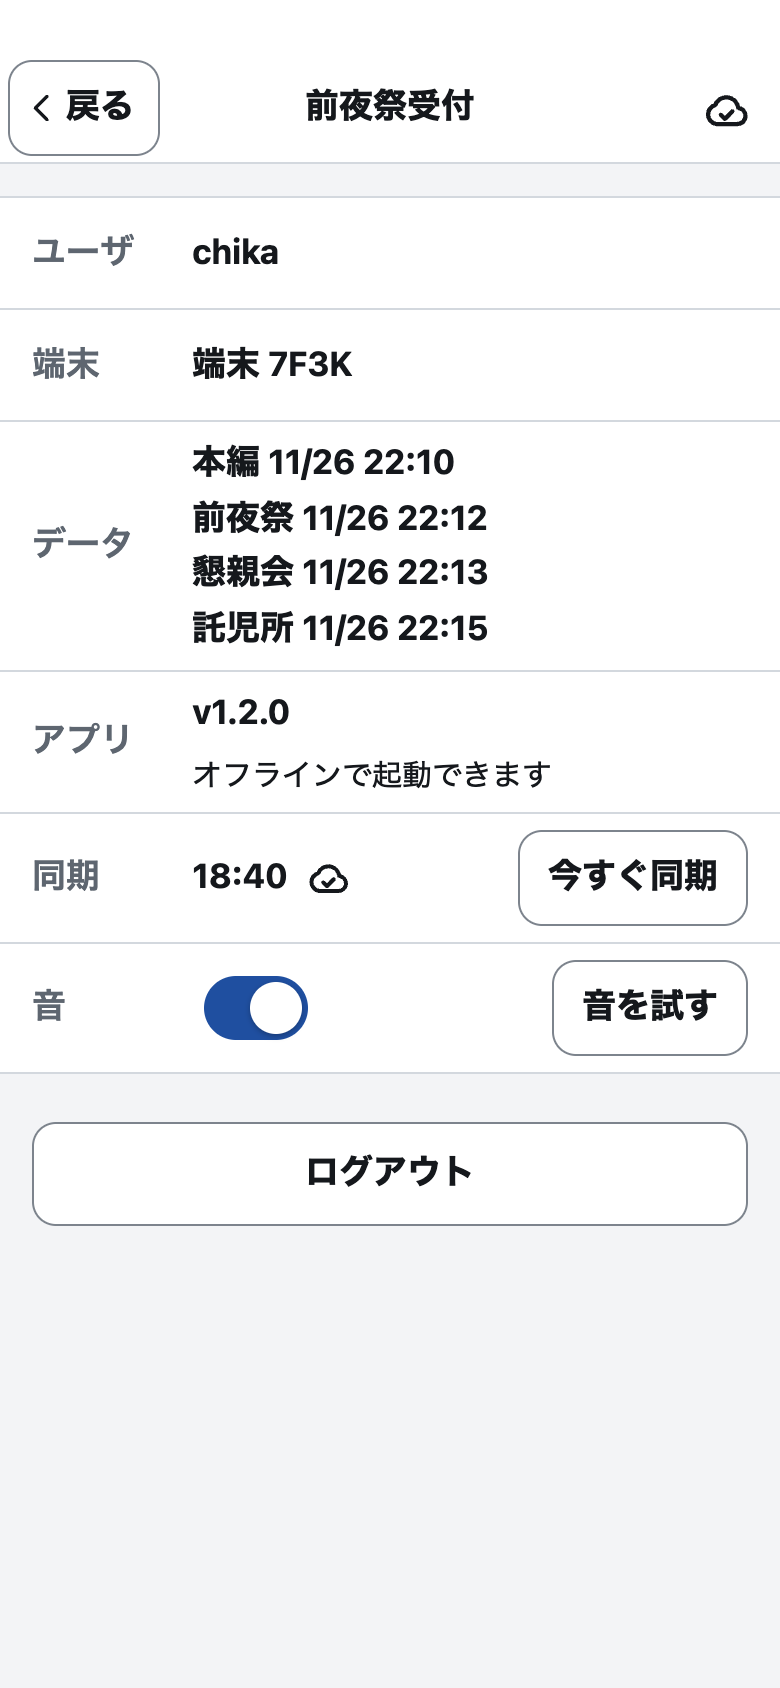 戻る
前夜祭受付
ユーザ
chika
端末
端末 7F3K
データ
本編 11/26 22:10
前夜祭 11/26 22:12
懇親会 11/26 22:13
託児所 11/26 22:15
アプリ
v1.2.0
オフラインで起動できます
同期
18:40
今すぐ同期
音
音を試す
ログアウト